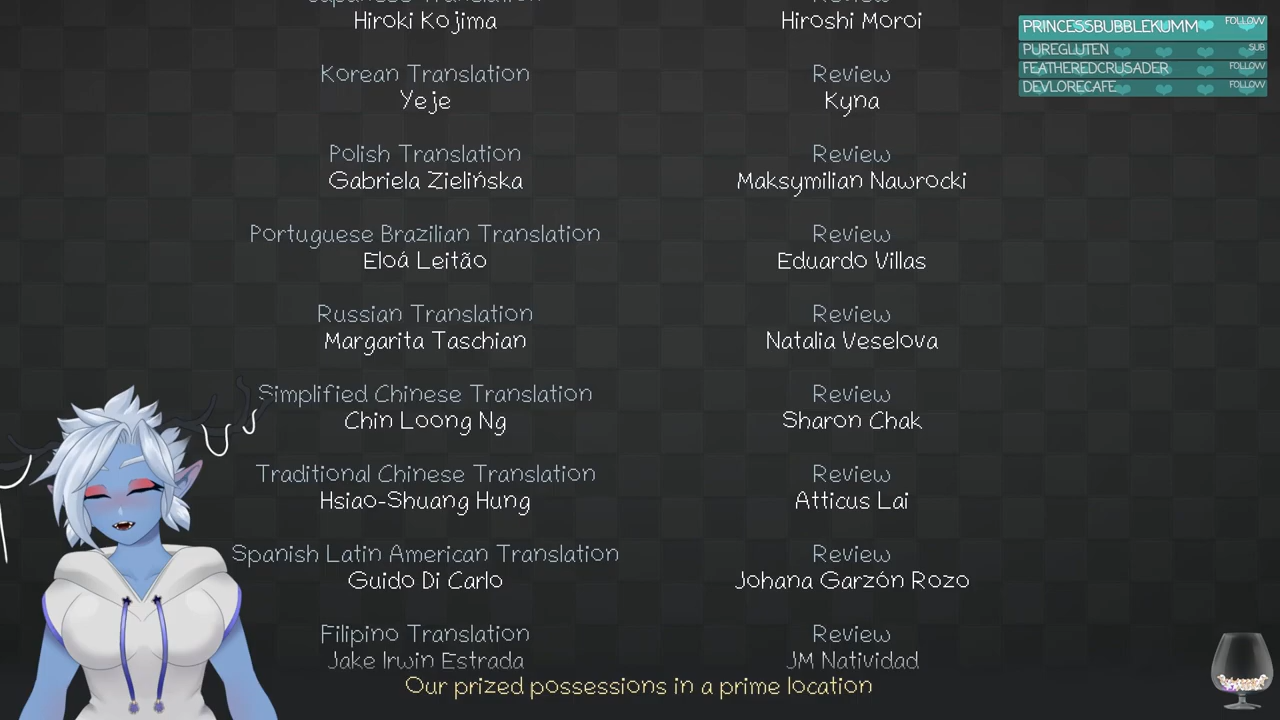 Japanese Translation
Review
Hiroki Kojima
Hiroshi Moroi
Korean Translation
Review
Yeje
Kyna
Polish Translation
Review
Gabriela Zielińska
Maksymilian Nawrocki
Portuguese Brazilian Translation
Review
Eloá Leitão
Eduardo Villas
Russian Translation
Review
Margarita Taschian
Natalia Veselova
Simplified Chinese Translation
Review
Chin Loong Ng
Sharon Chak
Traditional Chinese Translation
Review
Hsiao-Shuang Hung
Atticus Lai
Spanish Latin American Translation
Review
Guido Di Carlo
Johana Garzón Rozo
Filipino Translation
Review
Jake Irwin Estrada
JM Natividad
Our prized possessions in a prime location
PRINCESSBUBBLEKUMM FOLLOW
PUREGLUTEN SUB
FEATHEREDCRUSADER FOLLOW
DEVLORECAFE FOLLOW